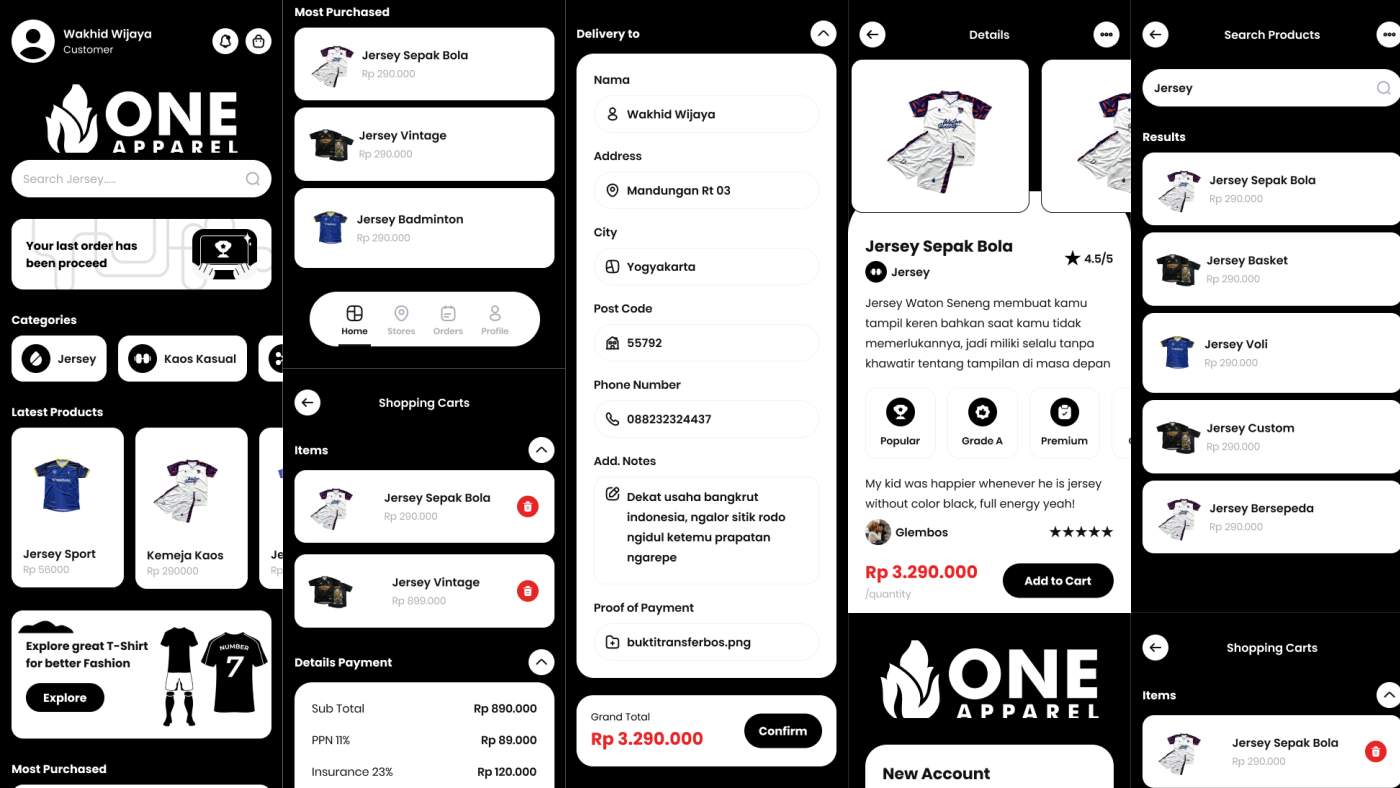 Wakhid Wijaya
Customer
ONE
APPAREL
Search Jersey.....
Your last order has
been proceed
Categories
Jersey
Kaos Kasual
Latest Products
Jersey Sport
Rp 56000
Kemeja Kaos
Rp 290000
Je
Rp
Explore great T-Shirt
for better Fashion
Explore
NUMBER
7
Most Purchased
Most Purchased
Jersey Sepak Bola
Rp 290.000
Jersey Vintage
Rp 290.000
Jersey Badminton
Rp 290.000
Home
Stores
Orders
Profile
Shopping Carts
Items
Jersey Sepak Bola
Rp 290.000
Jersey Vintage
Rp 899.000
Details Payment
Sub Total
Rp 890.000
PPN 11%
Rp 89.000
Insurance 23%
Rp 120.000
Delivery to
Nama
Wakhid Wijaya
Address
Mandungan Rt 03
City
Yogyakarta
Post Code
55792
Phone Number
088232324437
Add. Notes
Dekat usaha bangkrut
indonesia, ngalor sitik rodo
ngidul ketemu prapatan
ngarepe
Proof of Payment
buktitransferbos.png
Grand Total
Rp 3.290.000
Confirm
Details
Jersey Sepak Bola
4.5/5
Jersey
Jersey Waton Seneng membuat kamu
tampil keren bahkan saat kamu tidak
memerlukannya, jadi miliki selalu tanpa
khawatir tentang tampilan di masa depan
Popular
Grade A
Premium
My kid was happier whenever he is jersey
without color black, full energy yeah!
Glembos
Rp 3.290.000
/quantity
Add to Cart
ONE
APPAREL
New Account
Search Products
Jersey
Results
Jersey Sepak Bola
Rp 290.000
Jersey Basket
Rp 290.000
Jersey Voli
Rp 290.000
Jersey Custom
Rp 290.000
Jersey Bersepeda
Rp 290.000
Shopping Carts
Items
Jersey Sepak Bola
Rp 290.000